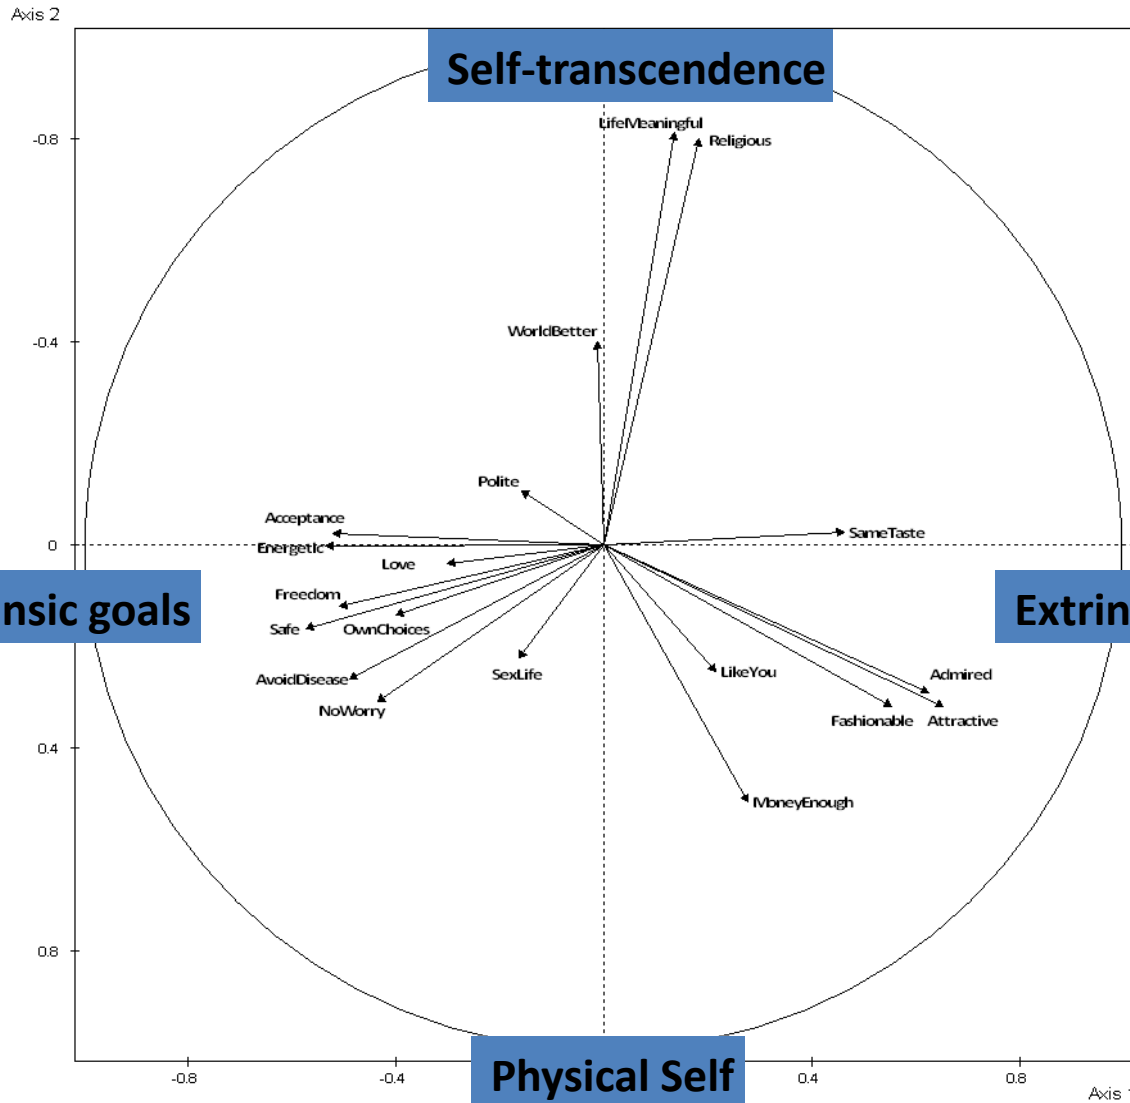 Axis 2
Self-transcendence
LifeMeaningful
Religious
-0.8
WorldBetter
-0.4
Polite
Acceptance
SameTaste
0
Energetic
Love
Freedom
nsic goals
Extrin
Safe
OwnChoices
SexLife
LikeYou
Admired
AvoidDisease
NoWorry
Fashionable
Attractive
0.4
MoneyEnough
0.8
Physical Self
-0.8
-0.4
0.4
0.8
Axis 1